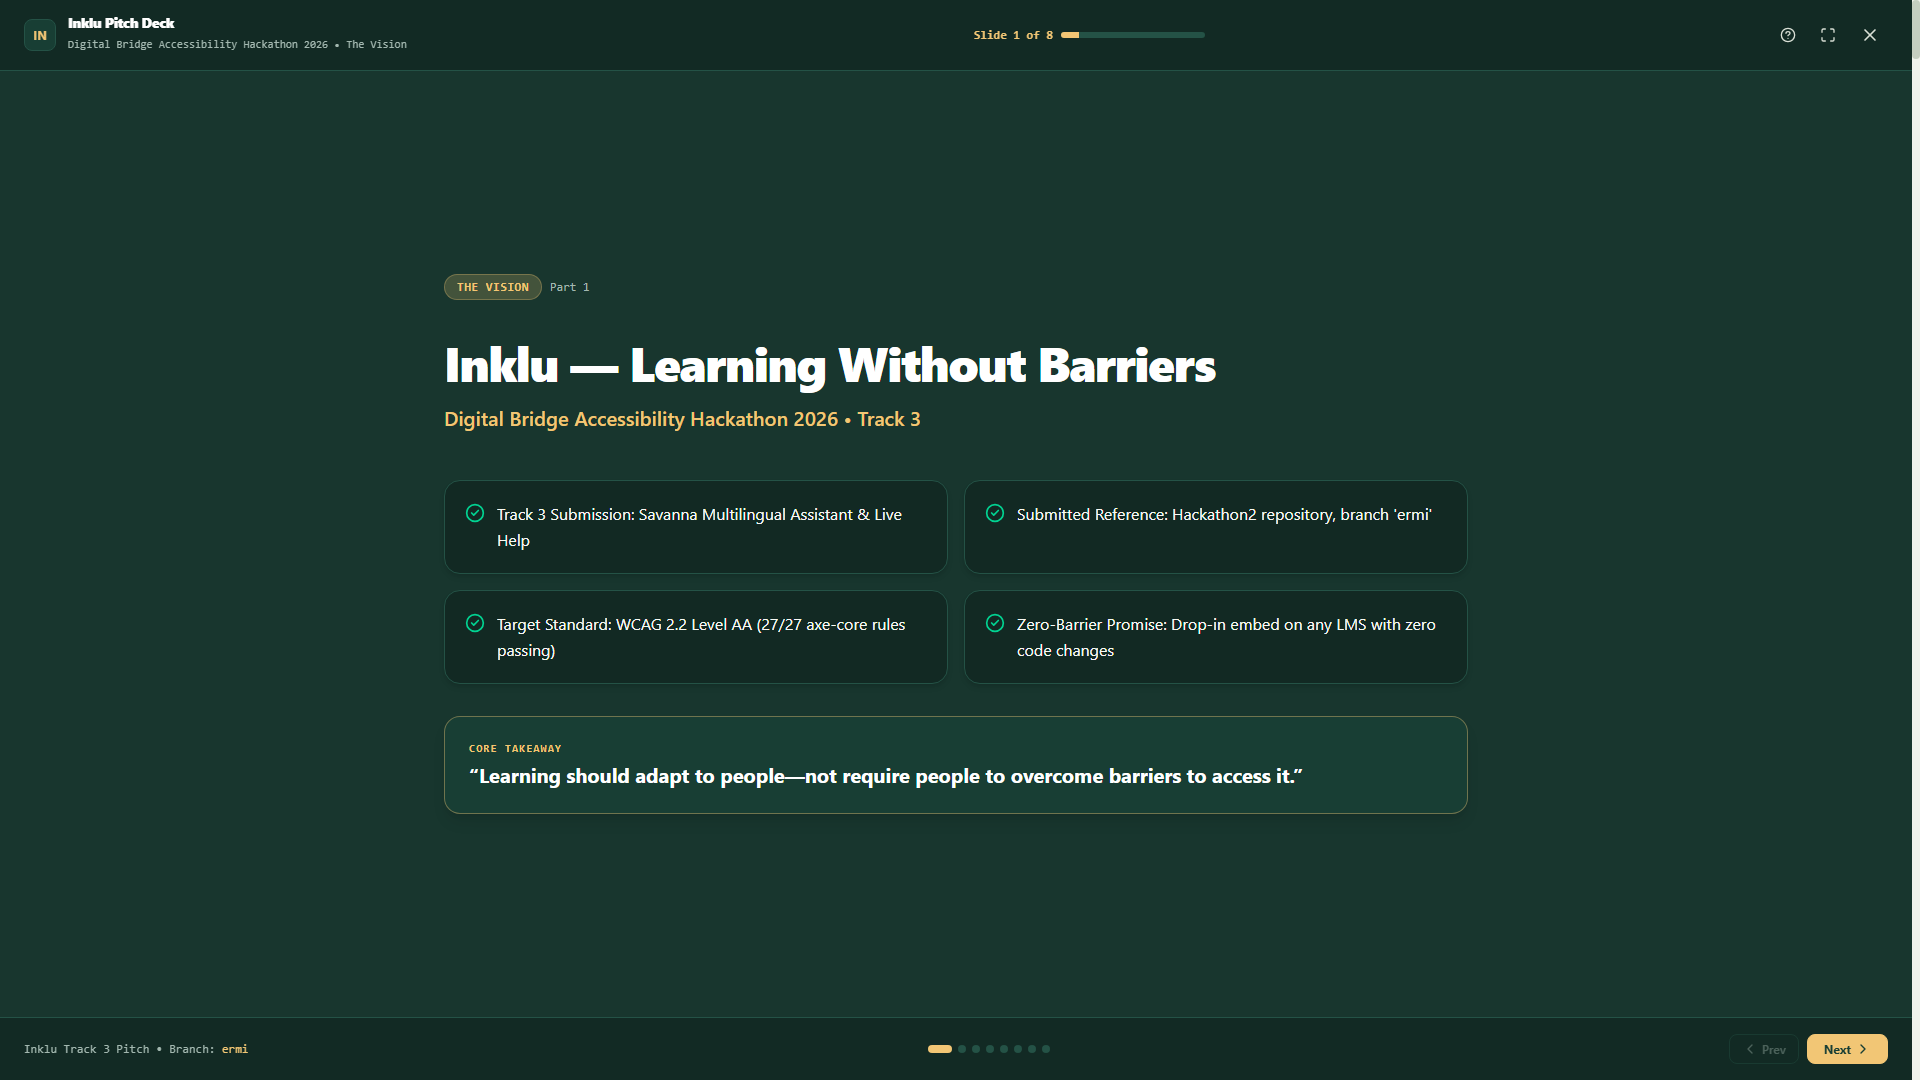 IN
Inklu Pitch Deck
Digital Bridge Accessibility Hackathon 2026 • The Vision
Slide 1 of 8
THE VISION Part 1
Inklu — Learning Without Barriers
Digital Bridge Accessibility Hackathon 2026 • Track 3
Track 3 Submission: Savanna Multilingual Assistant & Live
Help
Submitted Reference: Hackathon2 repository, branch 'ermi'
Target Standard: WCAG 2.2 Level AA (27/27 axe-core rules
passing)
Zero-Barrier Promise: Drop-in embed on any LMS with zero
code changes
CORE TAKEAWAY
“Learning should adapt to people—not require people to overcome barriers to access it.”
Inklu Track 3 Pitch • Branch: ermi
Prev
Next